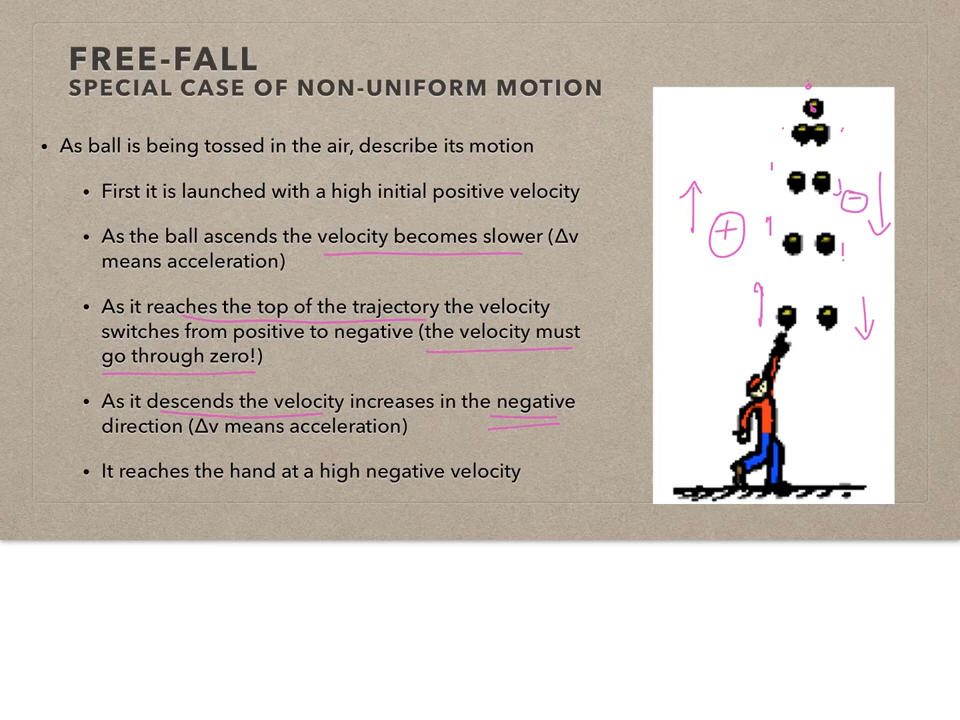 FREE-FALL
SPECIAL CASE OF NON-UNIFORM MOTION
• As ball is being tossed in the air, describe its motion
• First it is launched with a high initial positive velocity
• As the ball ascends the velocity becomes slower (Δv
means acceleration)
• As it reaches the top of the trajectory the velocity
switches from positive to negative (the velocity must
go through zero!)
• As it descends the velocity increases in the negative
direction (Δv means acceleration)
• It reaches the hand at a high negative velocity
+
−